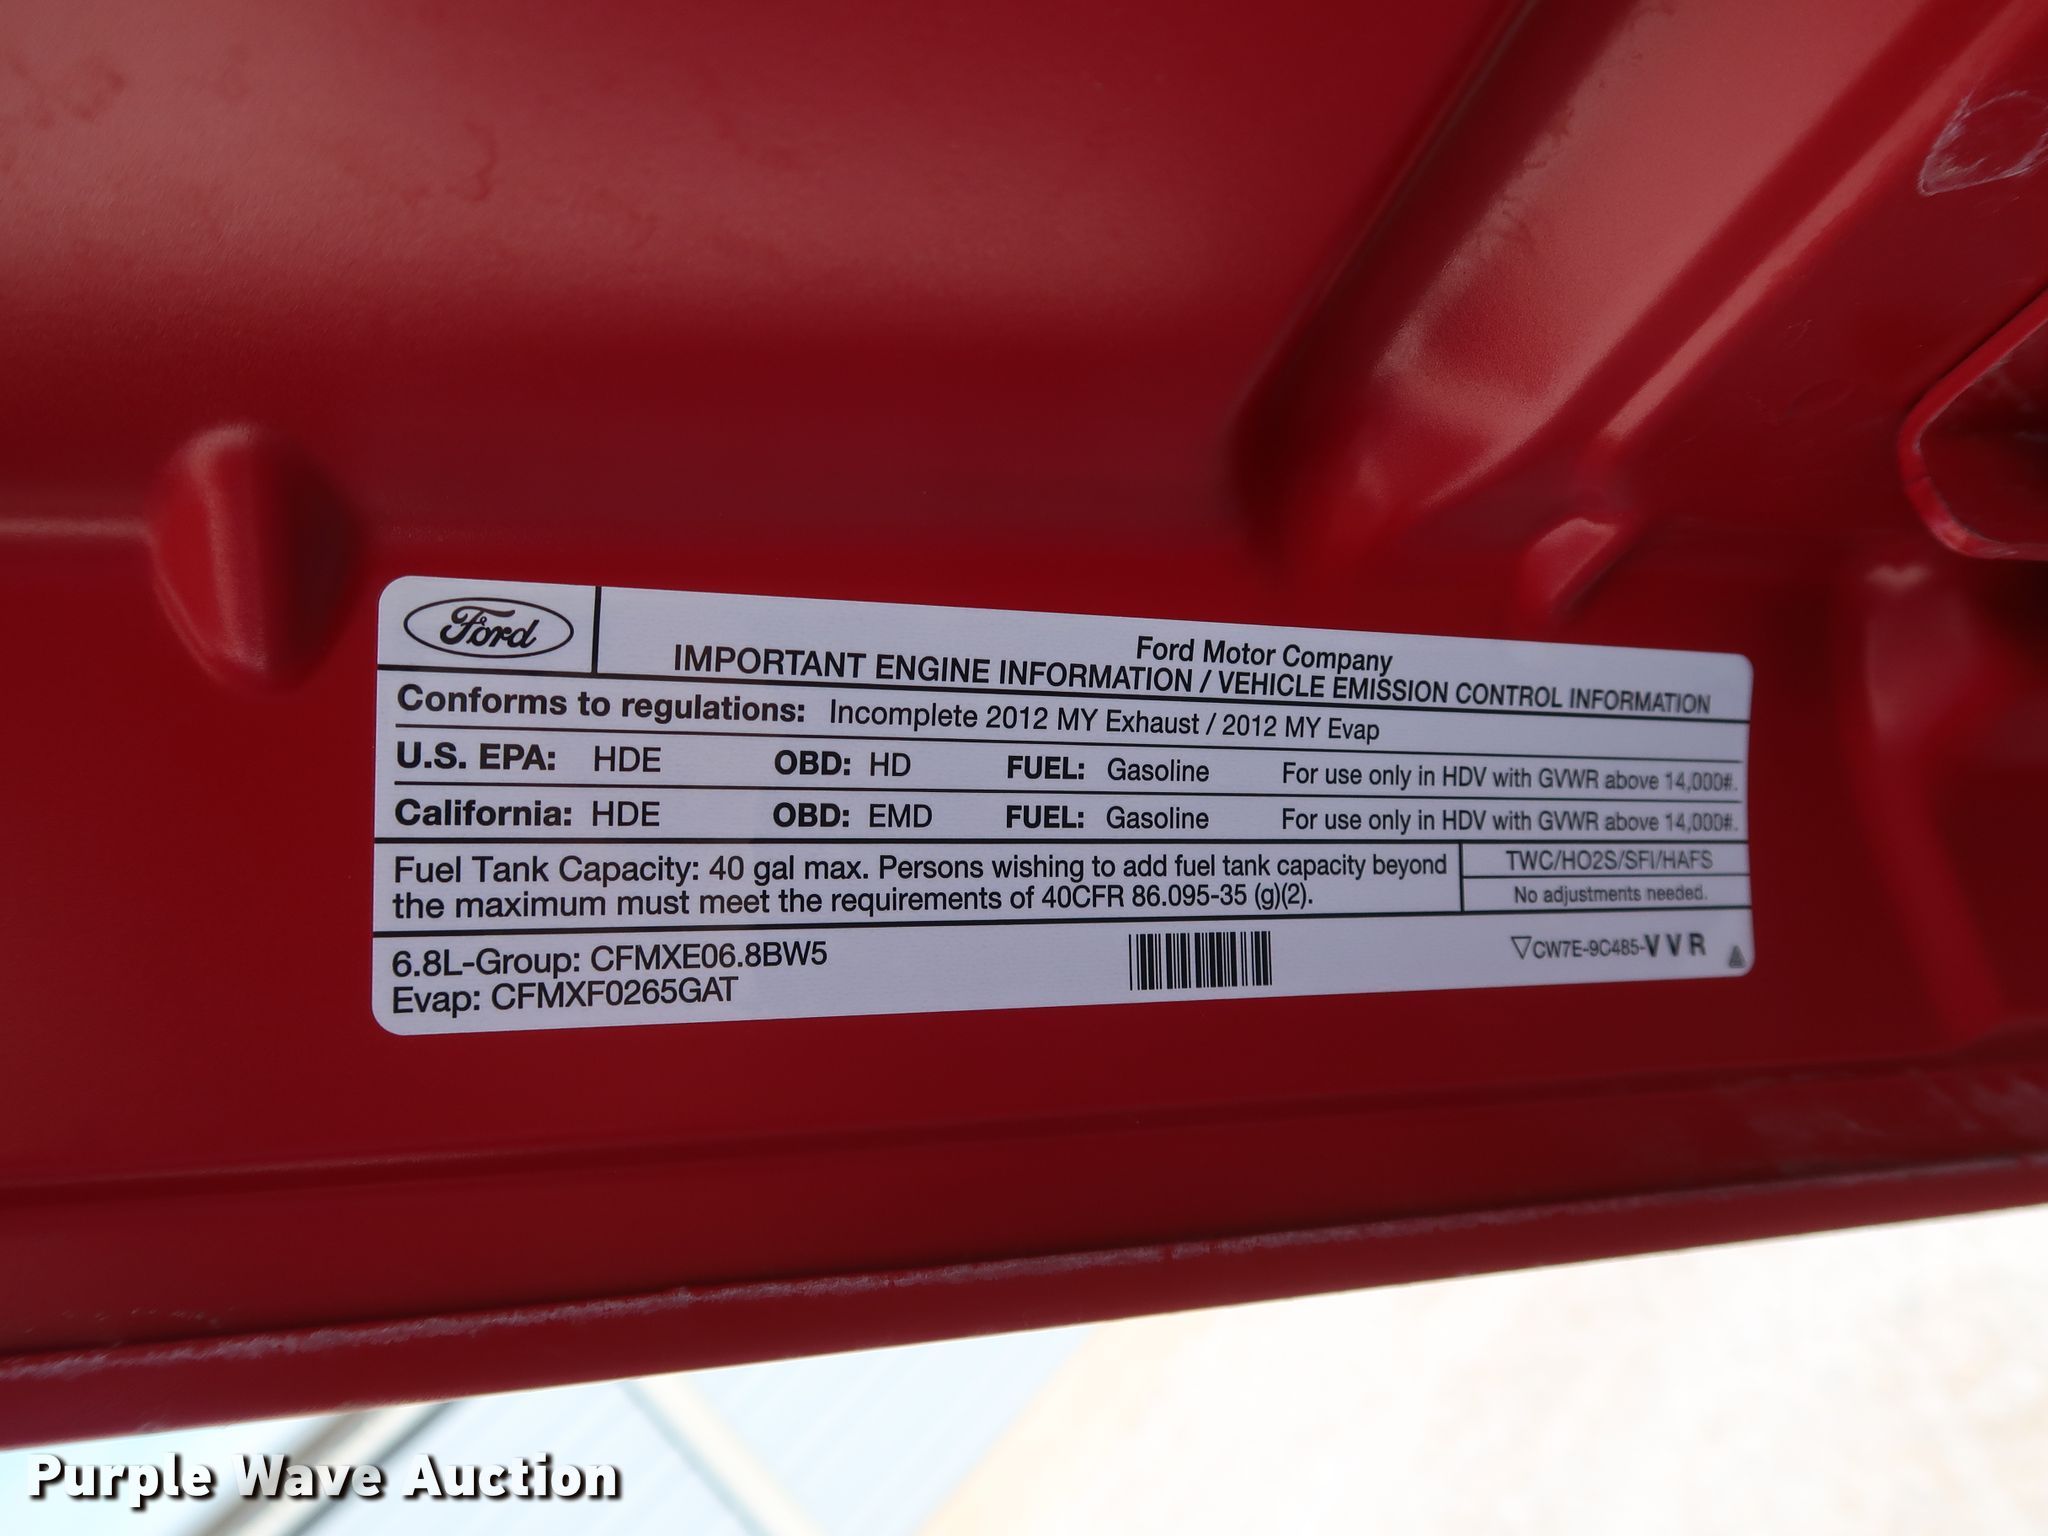 Ford
Ford Motor Company
IMPORTANT ENGINE INFORMATION / VEHICLE EMISSION CONTROL INFORMATION
Conforms to regulations: Incomplete 2012 MY Exhaust / 2012 MY Evap
U.S. EPA: HDE OBD: HD FUEL: Gasoline For use only in HDV with GVWR above 14,000#.
California: HDE OBD: EMD FUEL: Gasoline For use only in HDV with GVWR above 14,000#.
Fuel Tank Capacity: 40 gal max. Persons wishing to add fuel tank capacity beyond
the maximum must meet the requirements of 40CFR 86.095-35 (g)(2).
TWC/HO2S/SFI/HAFS
No adjustments needed.
6.8L-Group: CFMXE06.8BW5
Evap: CFMXF0265GAT
CW7E-9C485-VVR
Purple Wave Auction